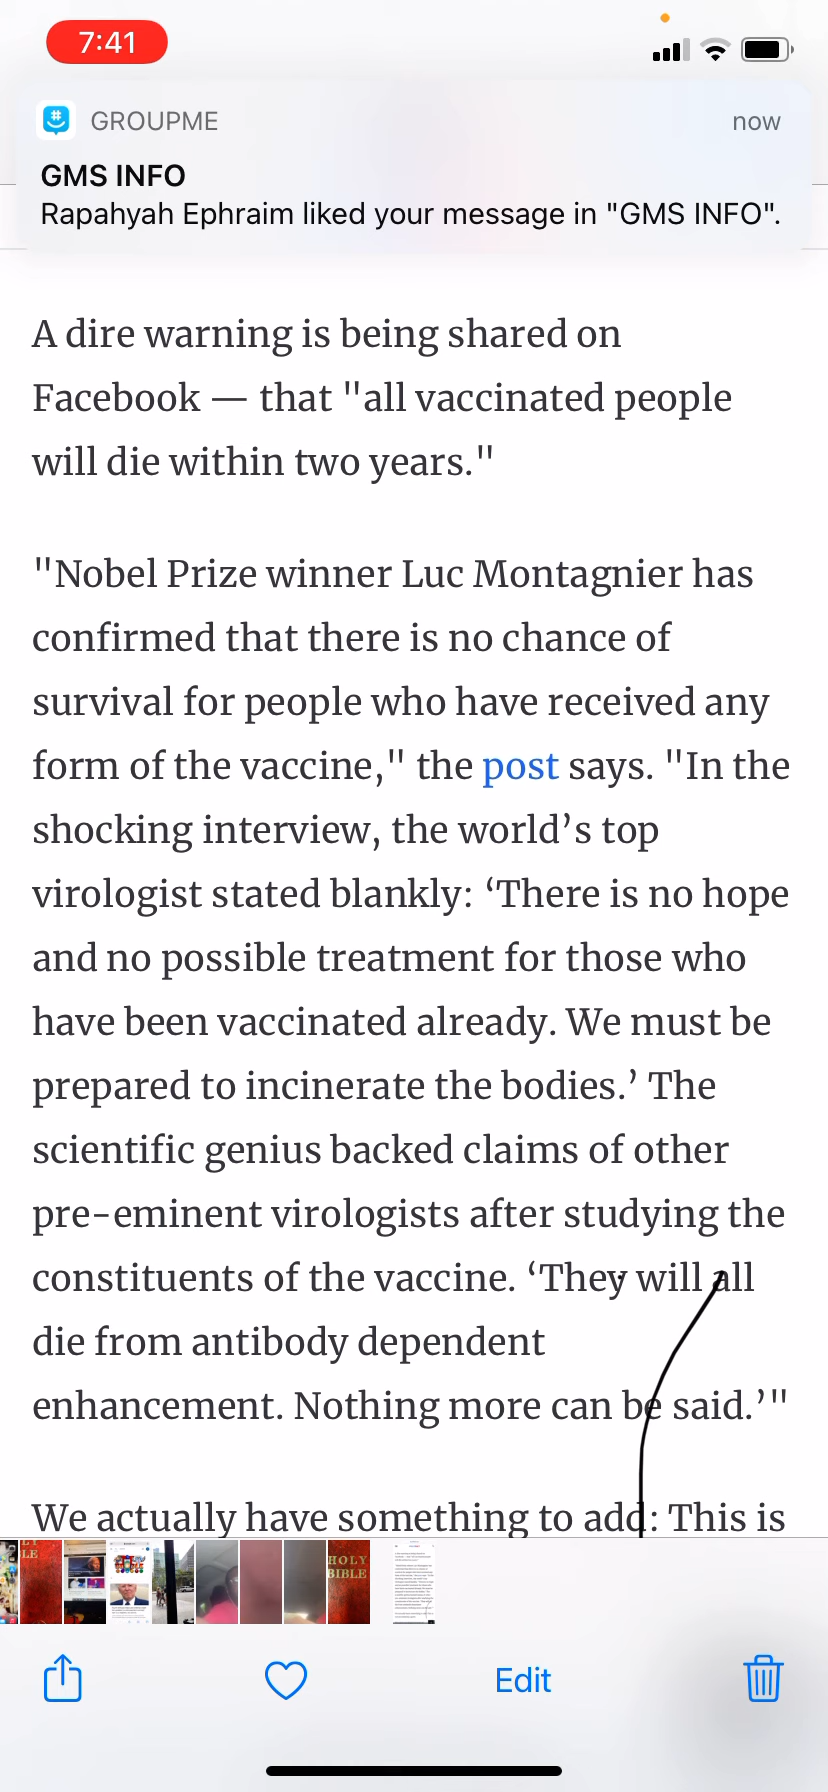 7:41
GROUPME
now
GMS INFO
Rapahyah Ephraim liked your message in "GMS INFO".
A dire warning is being shared on
Facebook — that "all vaccinated people
will die within two years."
"Nobel Prize winner Luc Montagnier has
confirmed that there is no chance of
survival for people who have received any
form of the vaccine," the post says. "In the
shocking interview, the world’s top
virologist stated blankly: ‘There is no hope
and no possible treatment for those who
have been vaccinated already. We must be
prepared to incinerate the bodies.’ The
scientific genius backed claims of other
pre-eminent virologists after studying the
constituents of the vaccine. ‘They will all
die from antibody dependent
enhancement. Nothing more can be said.’"
We actually have something to add: This is
HOLY
BIBLE
Edit